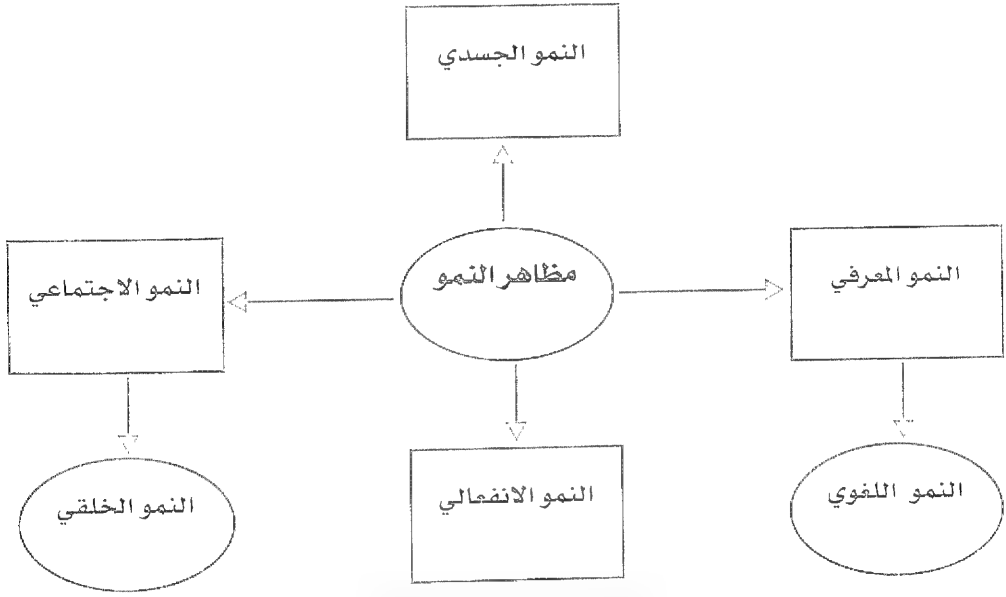 النمو الجسدي
مظاهر النمو
النمو المعرفي
النمو الاجتماعي
النمو الانفعالي
النمو اللغوي
النمو الخلقي